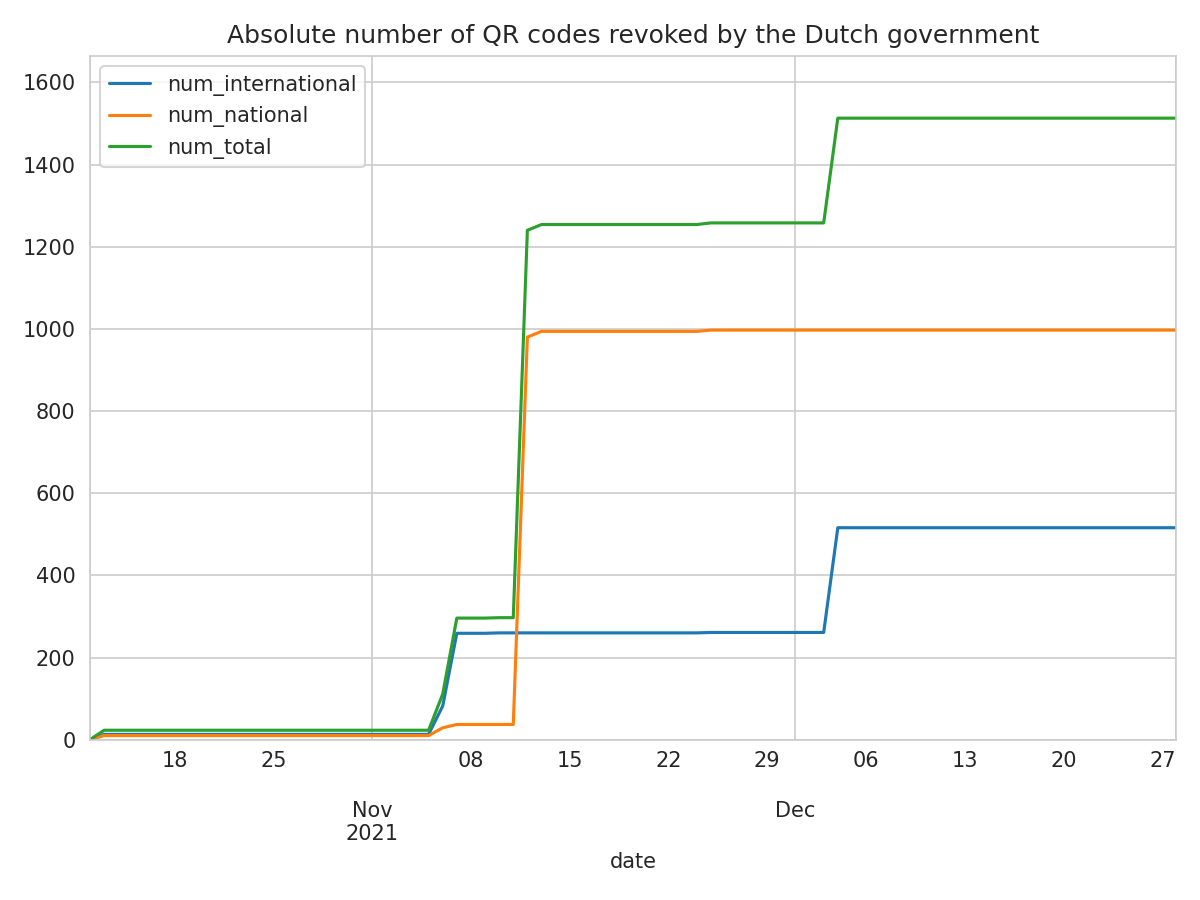 Absolute number of QR codes revoked by the Dutch government
num_international
num_national
num_total
1600
1400
1200
1000
800
600
400
200
0
18 25 08 15 22 29 06 13 20 27
Nov Dec
2021
date